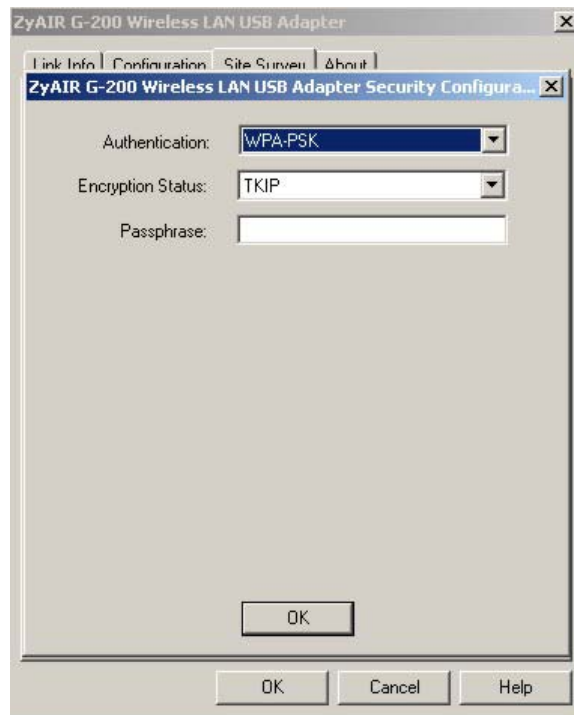 ZyAIR G-200 Wireless LAN USB Adapter
Link Info Configuration Site Survey About
ZyAIR G-200 Wireless LAN USB Adapter Security Configura...
Authentication: WPA-PSK
Encryption Status: TKIP
Passphrase:
OK
OK Cancel Help